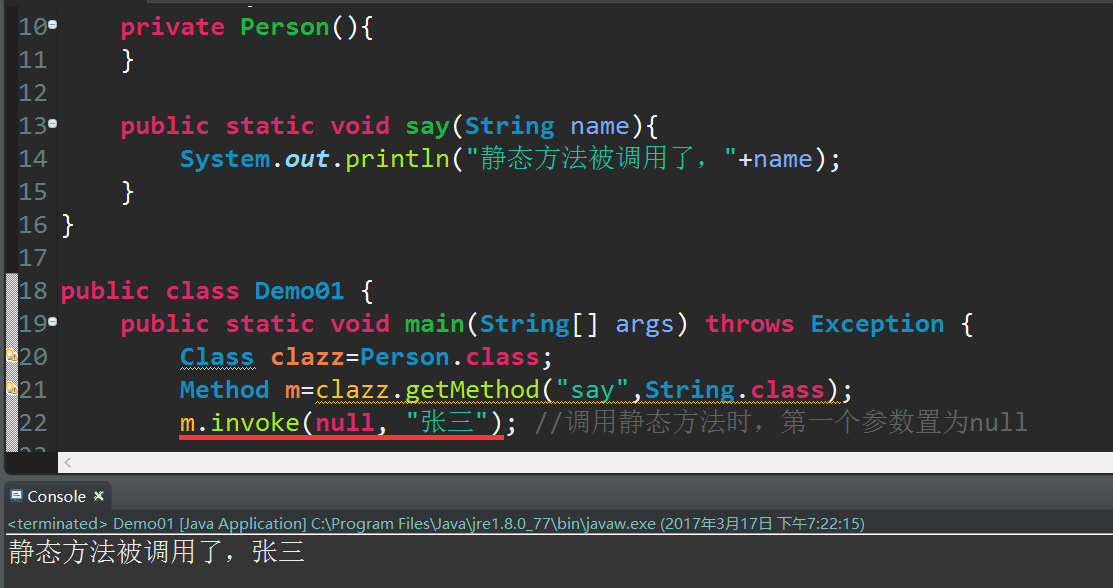 10 private Person(){
11 }
12
13 public static void say(String name){
14 System.out.println("静态方法被调用了，"+name);
15 }
16 }
17
18 public class Demo01 {
19 public static void main(String[] args) throws Exception {
20 Class clazz=Person.class;
21 Method m=clazz.getMethod("say",String.class);
22 m.invoke(null, "张三"); //调用静态方法时，第一个参数置为null
Console
<terminated> Demo01 [Java Application] C:\Program Files\Java\jre1.8.0_77\bin\javaw.exe (2017年3月17日 下午7:22:15)
静态方法被调用了，张三